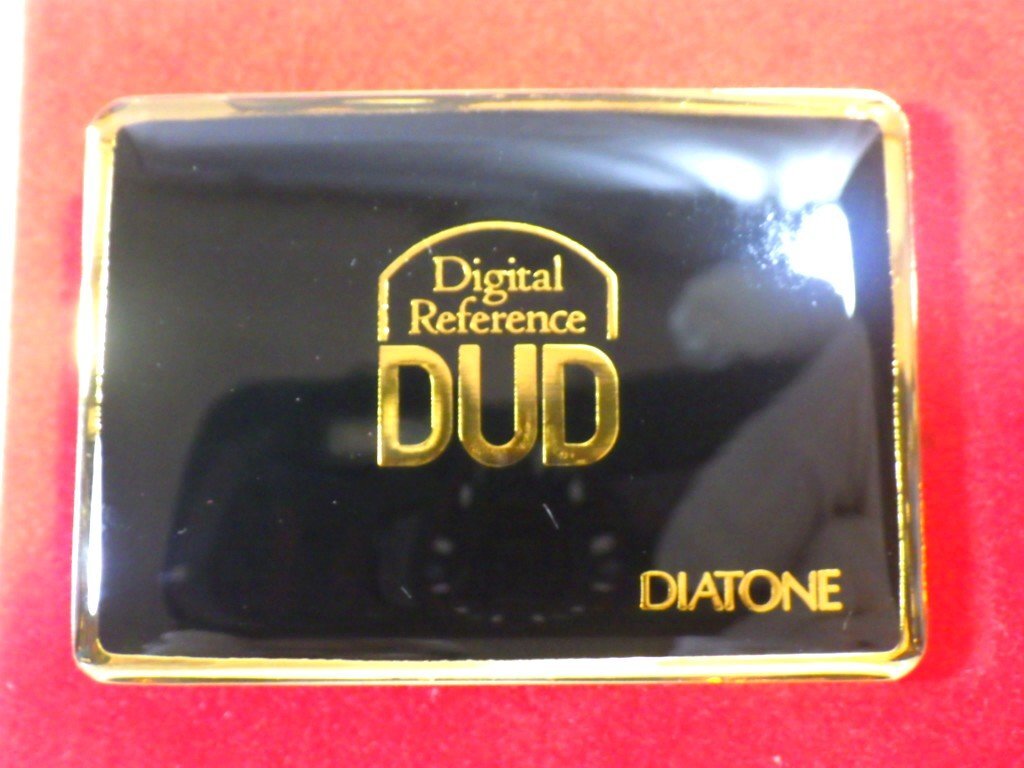 Digital
Reference
DUD
DIATONE